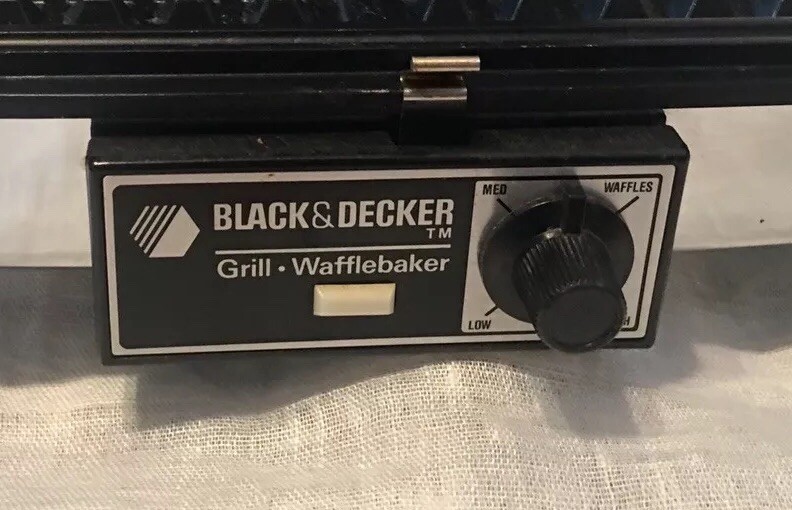 BLACK&DECKER
TM
Grill • Wafflebaker
MED
WAFFLES
LOW